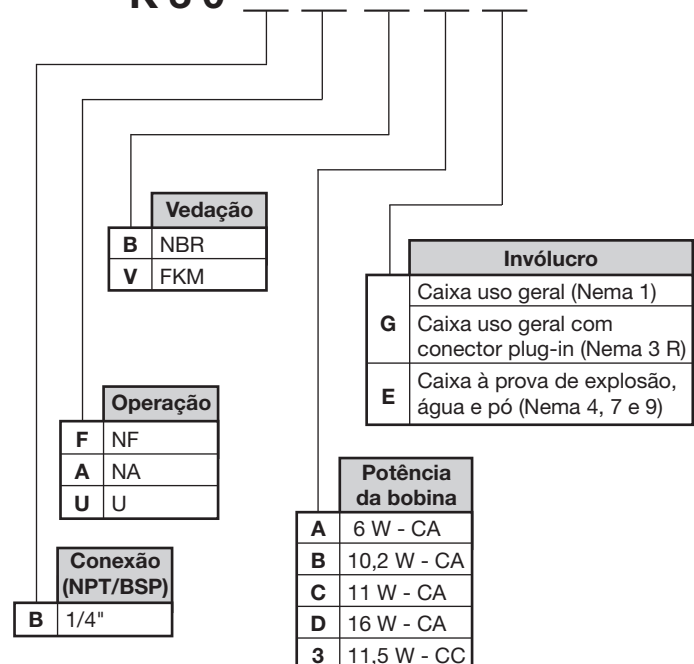 Vedação
B NBR
V FKM
Invólucro
Caixa uso geral (Nema 1)
G Caixa uso geral com
conector plug-in (Nema 3 R)
E Caixa à prova de explosão,
água e pó (Nema 4, 7 e 9)
Operação
F NF
A NA
U U
Potência
da bobina
A 6 W - CA
B 10,2 W - CA
C 11 W - CA
D 16 W - CA
3 11,5 W - CC
Conexão
(NPT/BSP)
B 1/4"